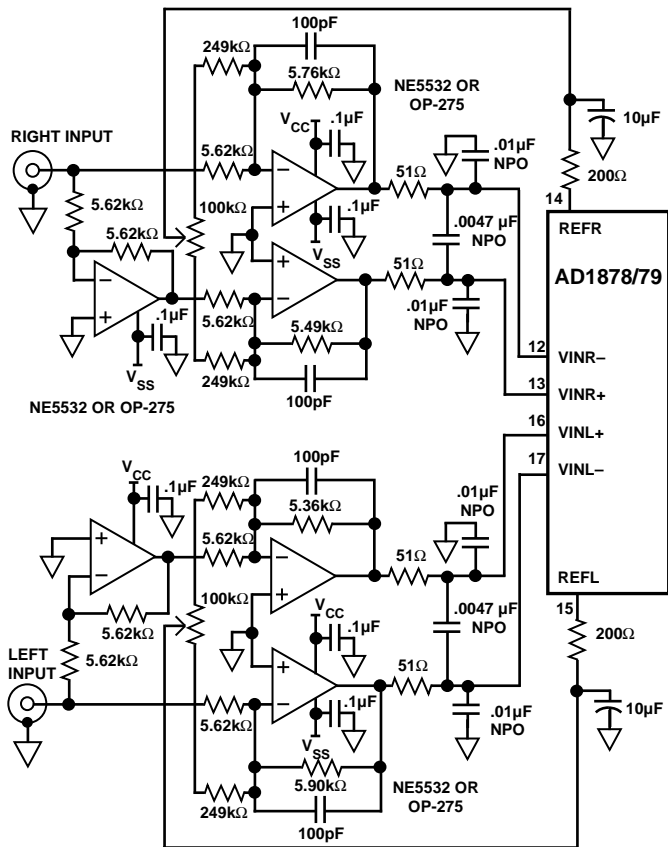 100pF
249kΩ
5.76kΩ
NE5532 OR
OP-275
VCC
.1µF
.01µF
NPO
10µF
RIGHT INPUT
5.62kΩ
51Ω
200Ω
14
5.62kΩ
5.62kΩ
100kΩ
.1µF
.0047 µF
NPO
REFR
AD1878/79
VSS
51Ω
.1µF
5.62kΩ
.01µF
NPO
5.49kΩ
12
VINR–
VSS
249kΩ
13
VINR+
NE5532 OR OP-275
100pF
16
VINL+
17
VINL–
100pF
VCC
.1µF
249kΩ
5.36kΩ
.01µF
NPO
5.62kΩ
51Ω
REFL
100kΩ
15
VCC
.0047 µF
NPO
5.62kΩ
.1µF
200Ω
LEFT
INPUT
5.62kΩ
51Ω
5.62kΩ
.1µF
.01µF
NPO
10µF
VSS
5.90kΩ
NE5532 OR
OP-275
249kΩ
100pF